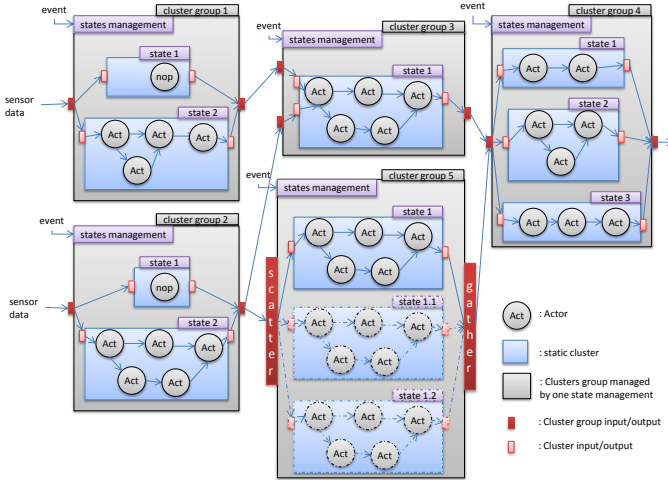 event
cluster group 1
states management
state 1
nop
sensor
data
state 2
Act
Act
Act
Act
event
cluster group 2
states management
state 1
nop
sensor
data
state 2
Act
Act
Act
Act
Act
event
cluster group 3
states management
state 1
Act
Act
Act
Act
Act
event
cluster group 5
states management
scatter
gather
state 1
Act
Act
Act
Act
Act
state 1.1
Act
Act
Act
Act
Act
state 1.2
Act
Act
Act
Act
Act
event
cluster group 4
states management
state 1
Act
Act
state 2
Act
Act
Act
state 3
Act
Act
Act
Act
: Actor
: static cluster
: Clusters group managed
by one state management
: Cluster group input/output
: Cluster input/output